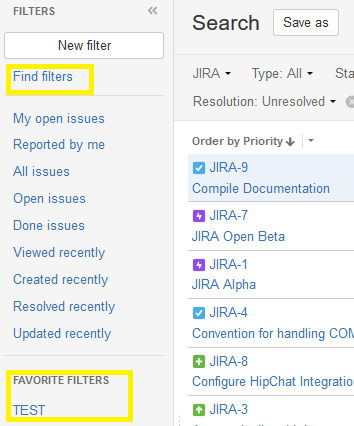 FILTERS
New filter
Find filters
My open issues
Reported by me
All issues
Open issues
Done issues
Viewed recently
Created recently
Resolved recently
Updated recently
FAVORITE FILTERS
TEST
Search
Save as
JIRA Type: All Sta
Resolution: Unresolved
Order by Priority
JIRA-9
Compile Documentation
JIRA-7
JIRA Open Beta
JIRA-1
JIRA Alpha
JIRA-4
Convention for handling COM
JIRA-8
Configure HipChat Integration
JIRA-3